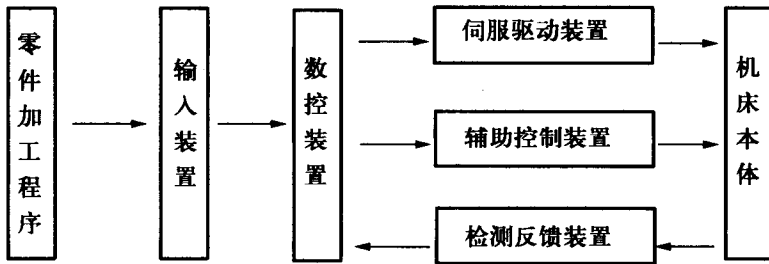 零件加工程序
输入装置
数控装置
伺服驱动装置
辅助控制装置
检测反馈装置
机床本体